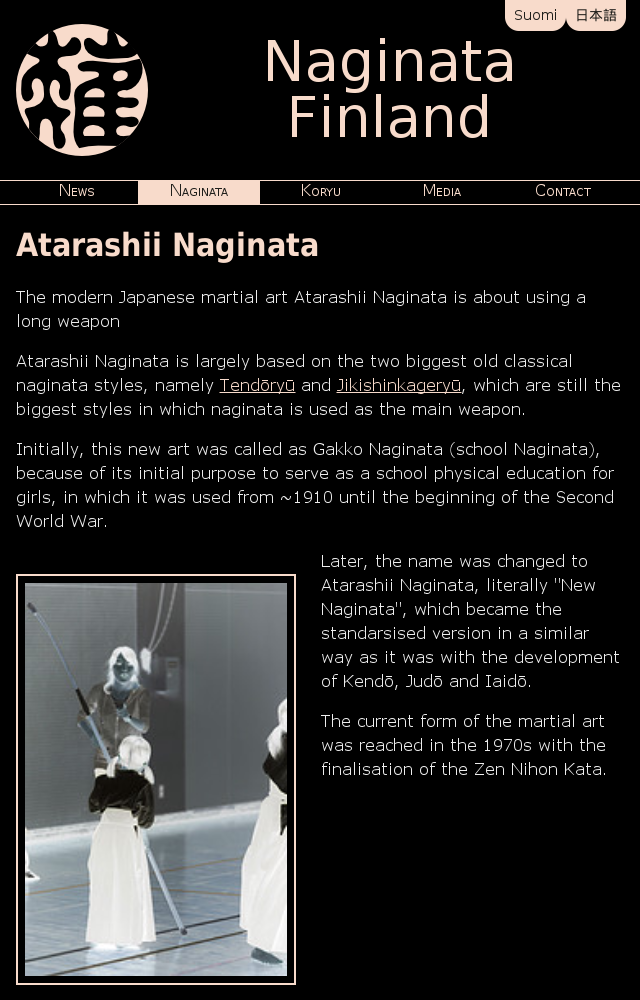 Suomi 日本語
Naginata
Finland
News Naginata Koryu Media Contact
Atarashii Naginata
The modern Japanese martial art Atarashii Naginata is about using a
long weapon
Atarashii Naginata is largely based on the two biggest old classical
naginata styles, namely Tendōryū and Jikishinkageryū, which are still the
biggest styles in which naginata is used as the main weapon.
Initially, this new art was called as Gakko Naginata (school Naginata),
because of its initial purpose to serve as a school physical education for
girls, in which it was used from ~1910 until the beginning of the Second
World War.
Later, the name was changed to
Atarashii Naginata, literally "New
Naginata", which became the
standarsised version in a similar
way as it was with the development
of Kendō, Judō and Iaidō.
The current form of the martial art
was reached in the 1970s with the
finalisation of the Zen Nihon Kata.